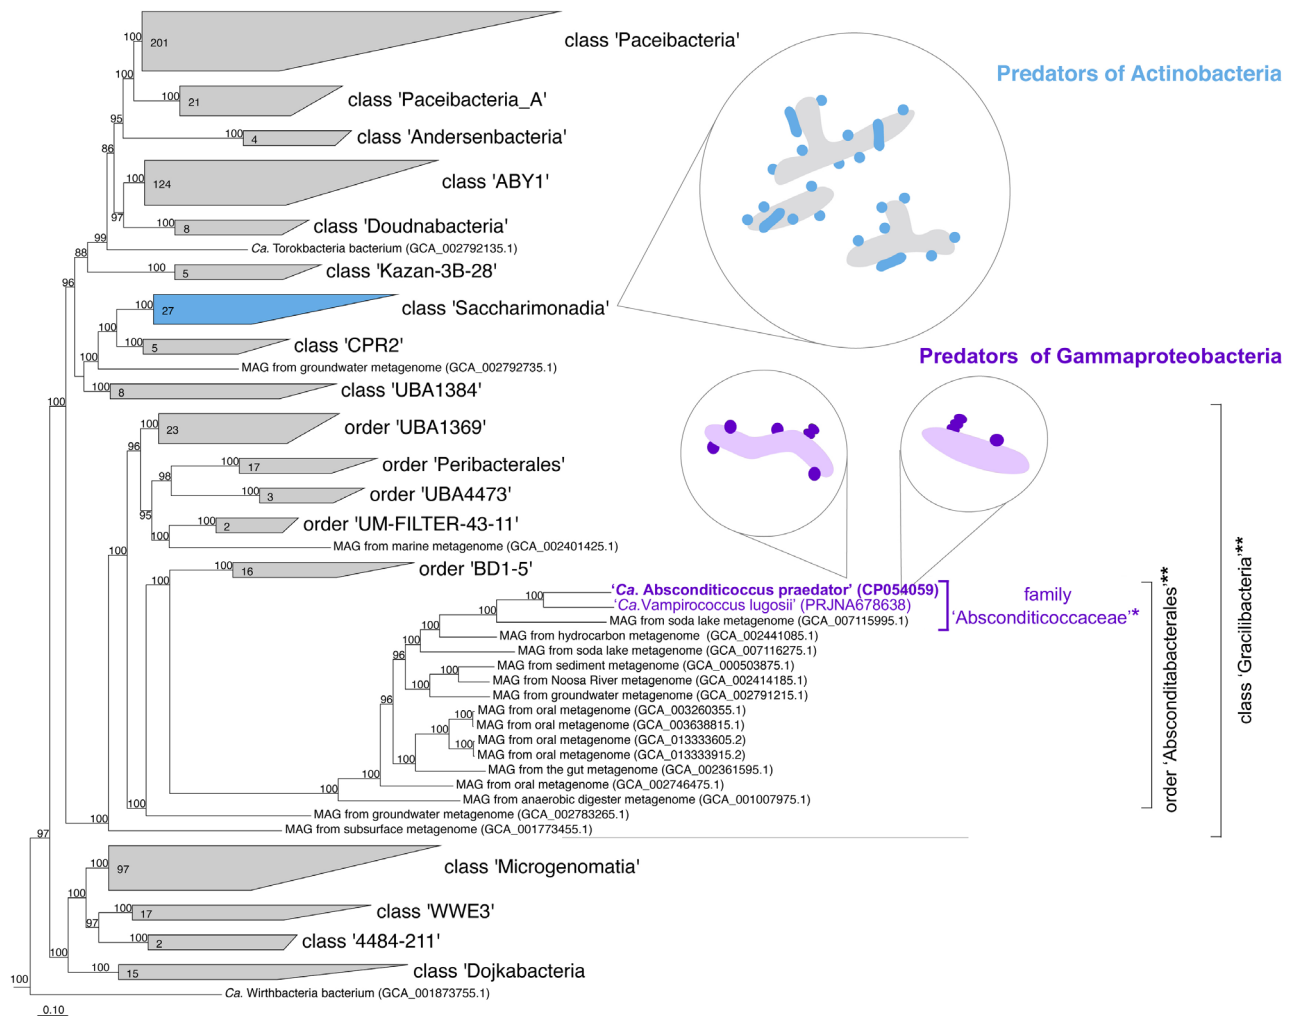 100
201
class 'Paceibacteria'
Predators of Actinobacteria
100
100
21
class 'Paceibacteria_A'
95
100
4
class 'Andersenbacteria'
86
100
124
class 'ABY1'
97
100
8
class 'Doudnabacteria'
99
Ca. Torokbacteria bacterium (GCA_002792135.1)
88
100
5
class 'Kazan-3B-28'
96
100
27
class 'Saccharimonadia'
100
100
5
class 'CPR2'
100
MAG from groundwater metagenome (GCA_002792735.1)
Predators of Gammaproteobacteria
100
8
class 'UBA1384'
100
23
order 'UBA1369'
96
100
17
order 'Peribacterales'
98
100
3
order 'UBA4473'
95
100
2
order 'UM-FILTER-43-11'
100
MAG from marine metagenome (GCA_002401425.1)
100
100
16
order 'BD1-5'
100
100
'Ca. Absconditicoccus praedator' (CP054059)
100
'Ca.Vampirococcus lugosii' (PRJNA678638)
family
'Absconditicoccaceae'*
100
MAG from soda lake metagenome (GCA_007115995.1)
100
MAG from hydrocarbon metagenome (GCA_002441085.1)
96
MAG from soda lake metagenome (GCA_007116275.1)
100
MAG from sediment metagenome (GCA_000503875.1)
100
MAG from Noosa River metagenome (GCA_002414185.1)
MAG from groundwater metagenome (GCA_002791215.1)
96
100
MAG from oral metagenome (GCA_003260355.1)
100
MAG from oral metagenome (GCA_003638815.1)
100
MAG from oral metagenome (GCA_013333605.2)
100
MAG from oral metagenome (GCA_013333915.2)
MAG from the gut metagenome (GCA_002361595.1)
100
MAG from oral metagenome (GCA_002746475.1)
MAG from anaerobic digester metagenome (GCA_001007975.1)
100
MAG from groundwater metagenome (GCA_002783265.1)
100
MAG from subsurface metagenome (GCA_001773455.1)
order 'Absconditabacterales'**
class 'Gracilibacteria'**
97
100
97
class 'Microgenomatia'
100
100
17
class 'WWE3'
97
100
2
class '4484-211'
100
100
15
class 'Dojkabacteria
100
Ca. Wirthbacteria bacterium (GCA_001873755.1)
0.10